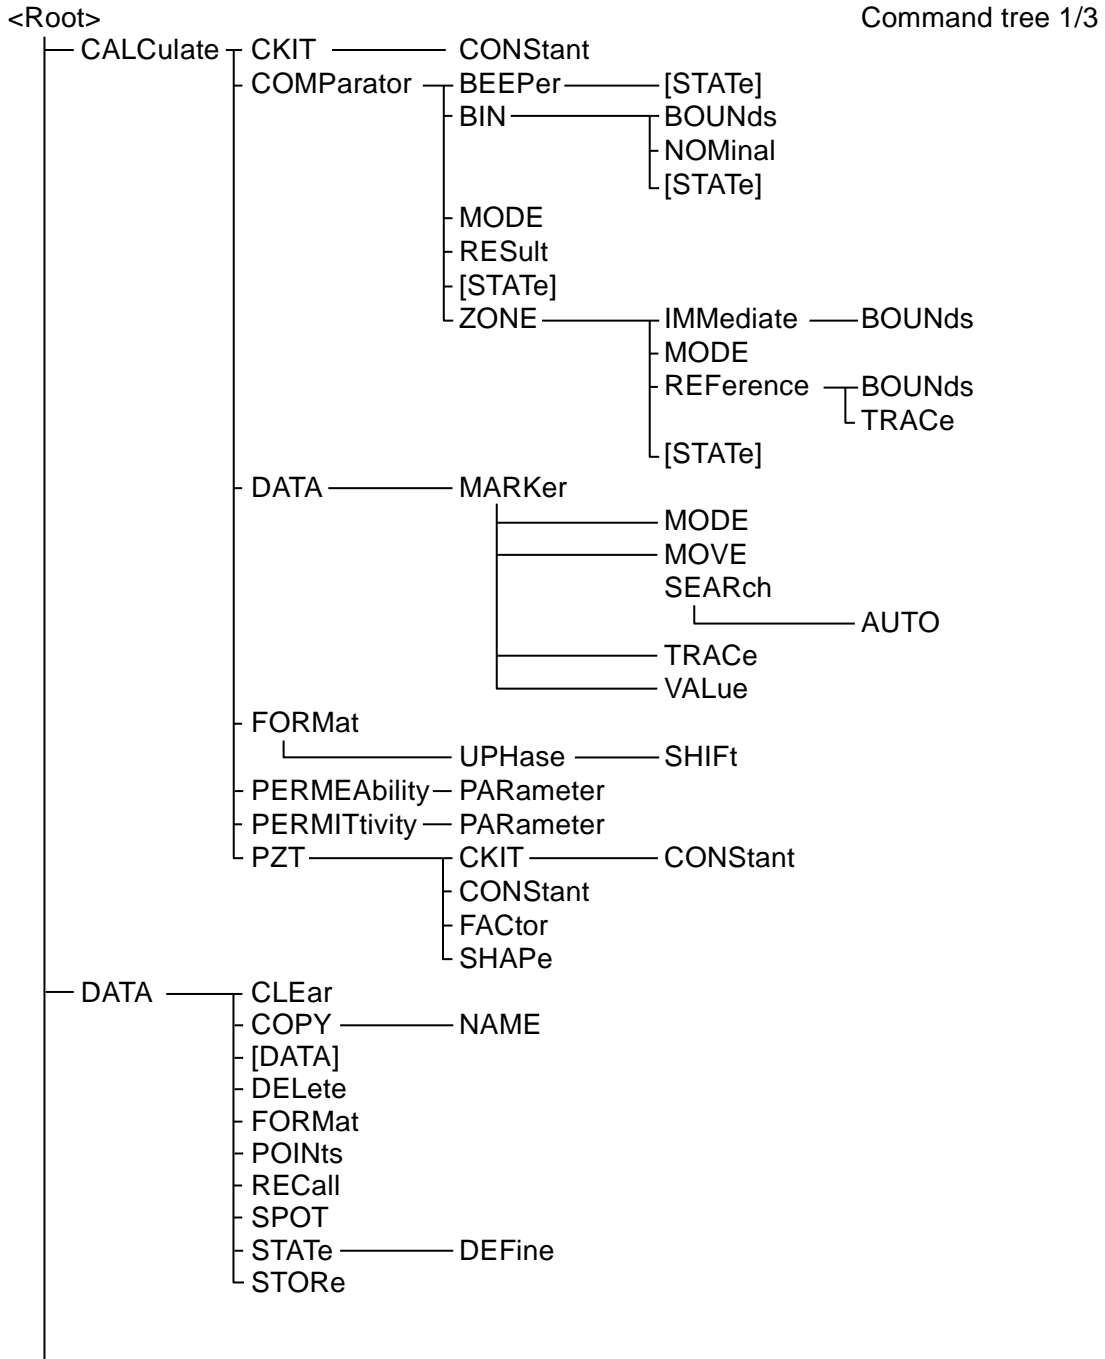 <Root> Command tree 1/3
CALCulate CKIT CONStant
COMParator BEEPer [STATe]
BIN BOUNds
NOMinal
[STATe]
MODE
RESult
[STATe]
ZONE IMMediate BOUNds
MODE
REFerence BOUNds
TRACe
[STATe]
DATA MARKer
MODE
MOVE
SEARch
AUTO
TRACe
VALue
FORMat
UPHase SHIFt
PERMEAbility PARameter
PERMITtivity PARameter
PZT CKIT CONStant
CONStant
FACtor
SHAPe
DATA CLEar
COPY NAME
[DATA]
DELete
FORMat
POINts
RECall
SPOT
STATe DEFine
STORe